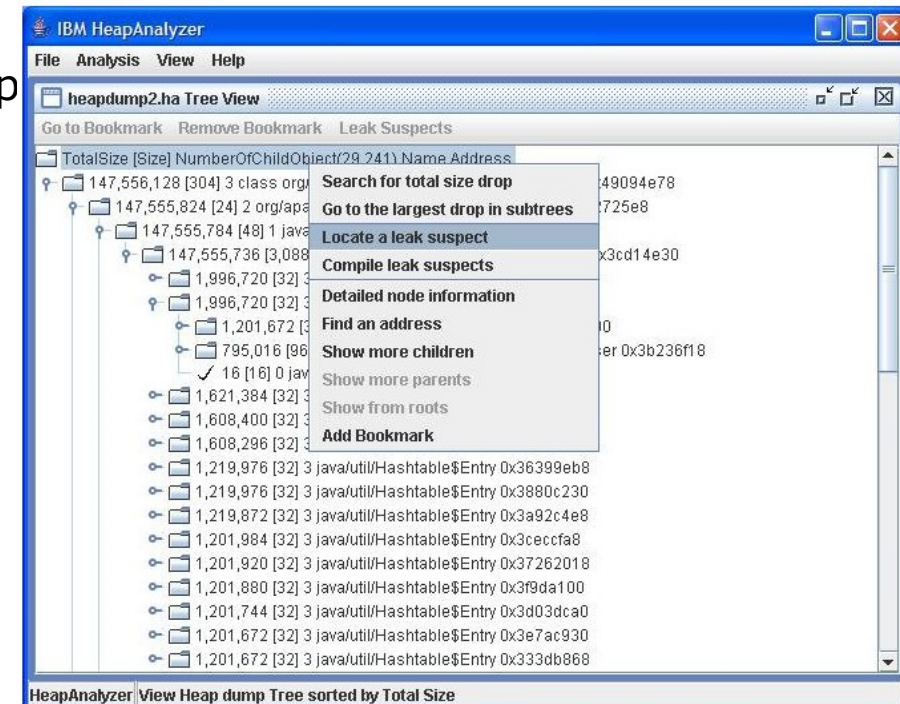 p
IBM HeapAnalyzer
File Analysis View Help
heapdump2.ha Tree View
Go to Bookmark Remove Bookmark Leak Suspects
TotalSize [Size] NumberOfChildObject(29,241) Name Address
147,556,128 [304] 3 class org/ :49094e78
147,555,824 [24] 2 org/apa 725e8
147,555,784 [48] 1 java
147,555,736 [3,088 x3cd14e30
1,996,720 [32] 3
1,996,720 [32] 3
1,201,672 [3 0
795,016 [96 er 0x3b236f18
16 [16] 0 jav
1,621,384 [32] 3
1,608,400 [32] 3
1,608,296 [32] 3
1,219,976 [32] 3 java/util/Hashtable$Entry 0x36399eb8
1,219,976 [32] 3 java/util/Hashtable$Entry 0x3880c230
1,219,872 [32] 3 java/util/Hashtable$Entry 0x3a92c4e8
1,201,984 [32] 3 java/util/Hashtable$Entry 0x3ceccfa8
1,201,920 [32] 3 java/util/Hashtable$Entry 0x37262018
1,201,880 [32] 3 java/util/Hashtable$Entry 0x3f9da100
1,201,744 [32] 3 java/util/Hashtable$Entry 0x3d03dca0
1,201,672 [32] 3 java/util/Hashtable$Entry 0x3e7ac930
1,201,672 [32] 3 java/util/Hashtable$Entry 0x333db868
Search for total size drop
Go to the largest drop in subtrees
Locate a leak suspect
Compile leak suspects
Detailed node information
Find an address
Show more children
Show more parents
Show from roots
Add Bookmark
HeapAnalyzer View Heap dump Tree sorted by Total Size